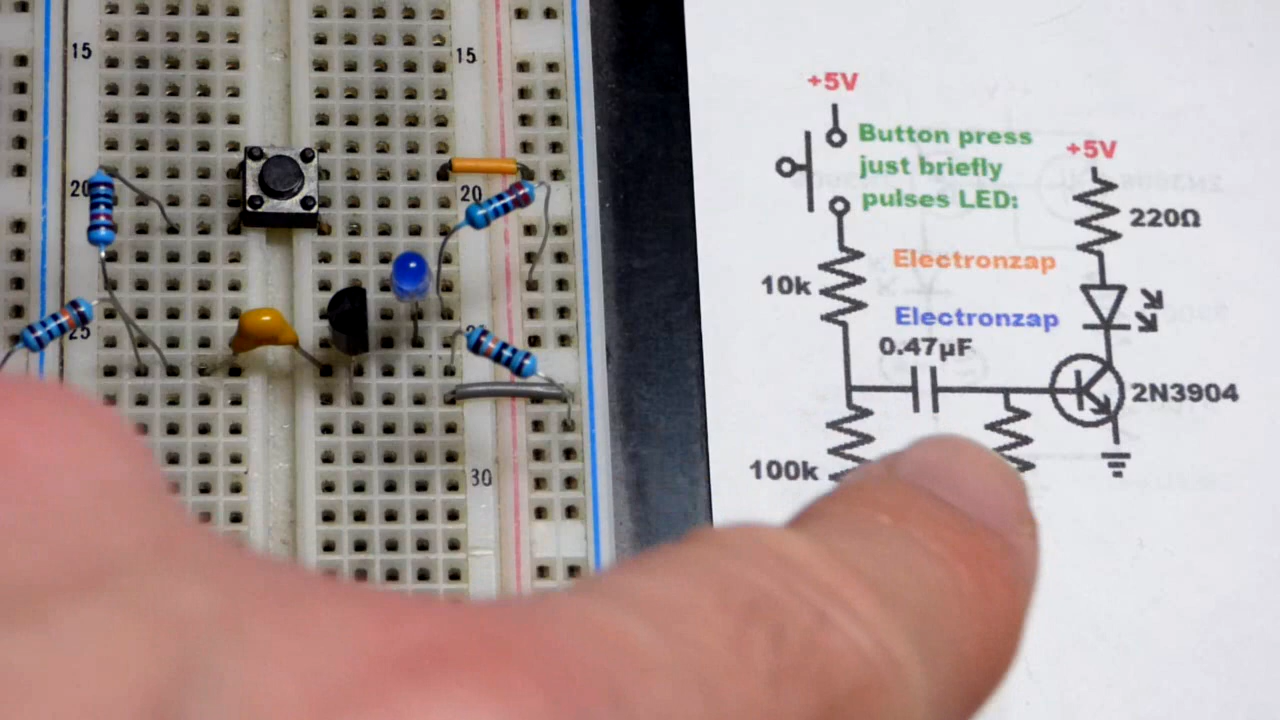 15
15
20
20
25
30
+5V
Button press
just briefly
pulses LED:
+5V
220Ω
Electronzap
10k
Electronzap
0.47µF
2N3904
100k